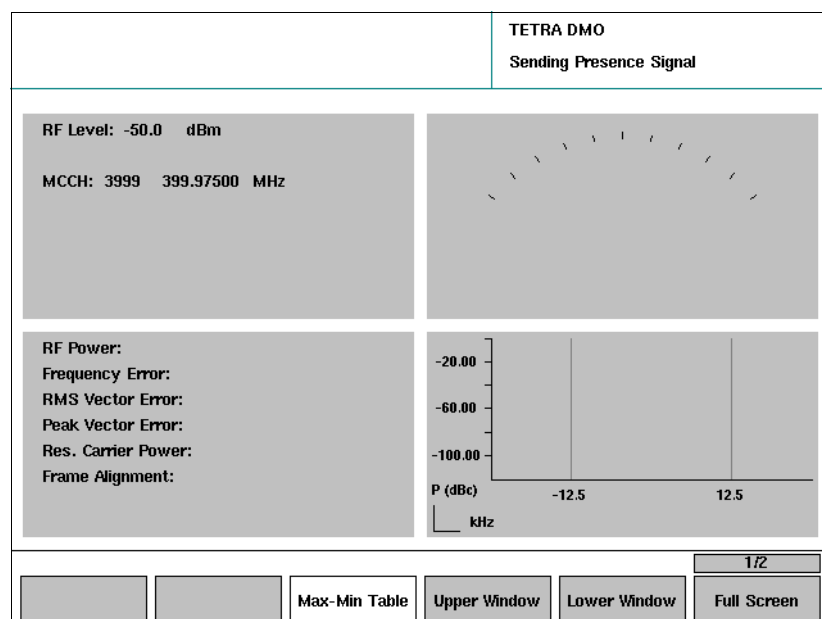 TETRA DMO
Sending Presence Signal
RF Level: -50.0 dBm
MCCH: 3999 399.97500 MHz
RF Power:
Frequency Error:
RMS Vector Error:
Peak Vector Error:
Res. Carrier Power:
Frame Alignment:
-20.00
-60.00
-100.00
P (dBc)
-12.5 12.5
kHz
1/2
Max-Min Table Upper Window Lower Window Full Screen